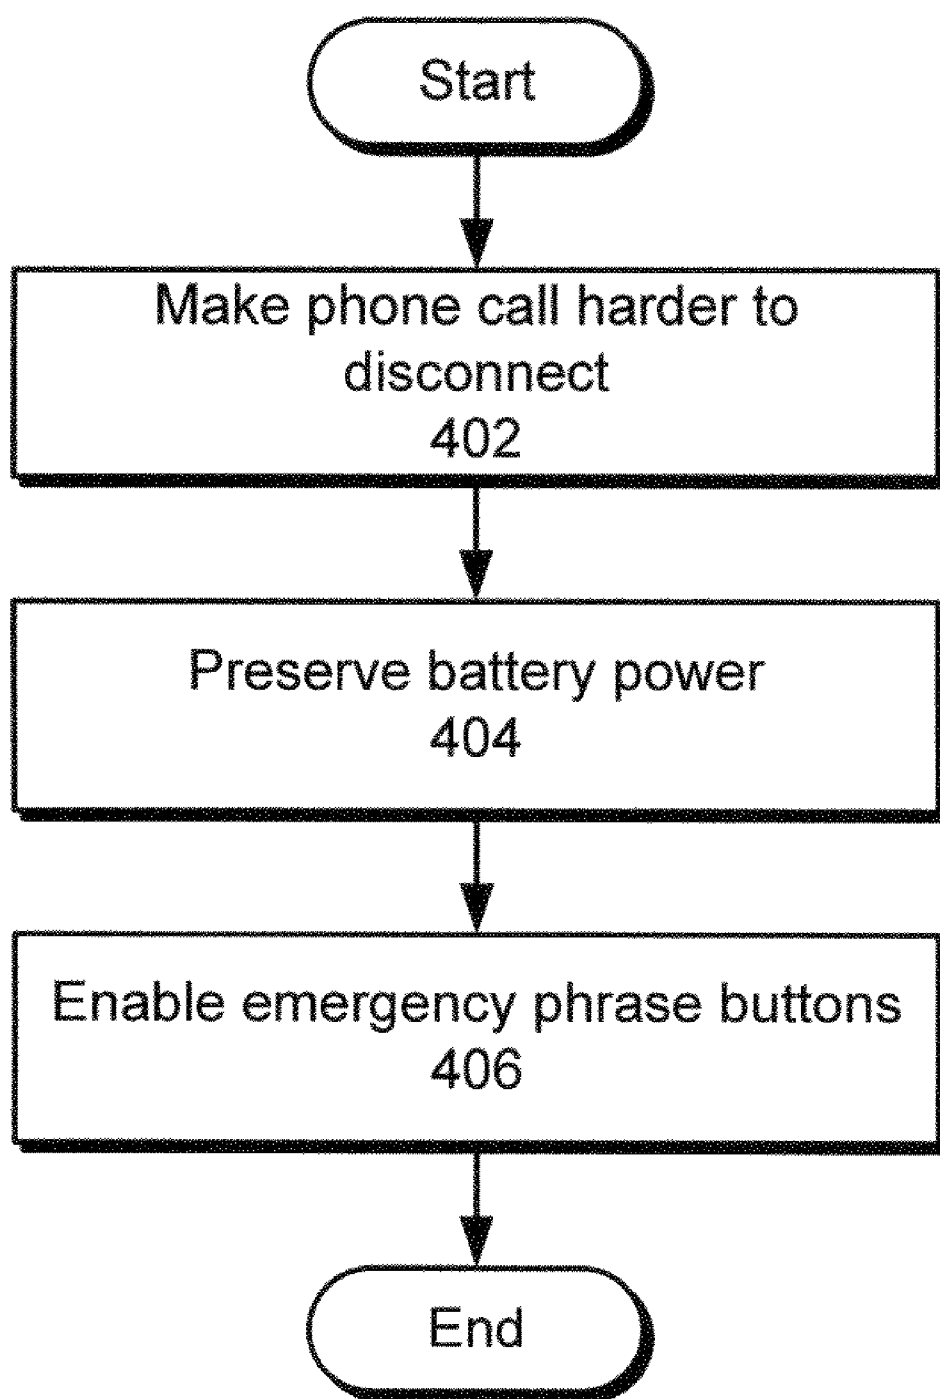 Start
Make phone call harder to
disconnect
402
Preserve battery power
404
Enable emergency phrase buttons
406
End